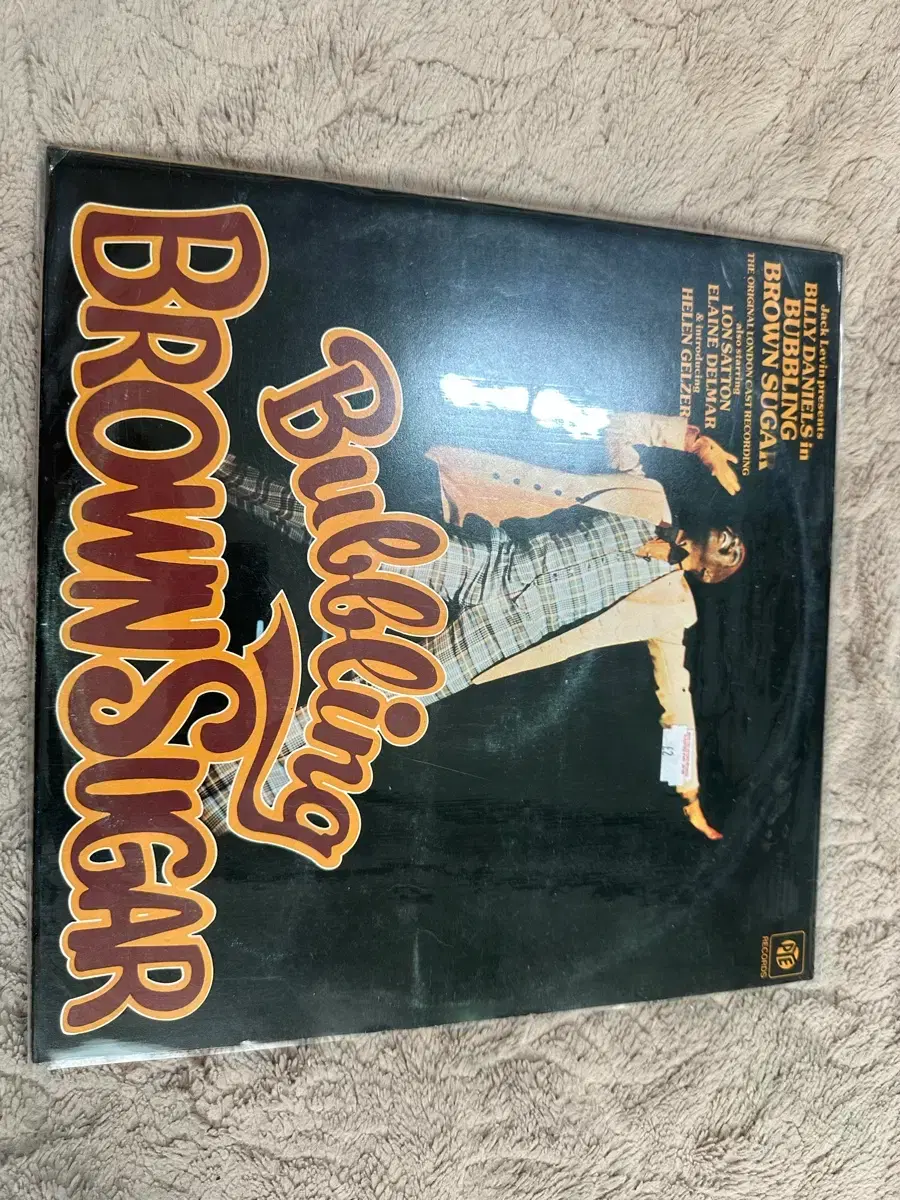 Jack Levin presents
BILLY DANIELS in
BUBBLING
BROWN SUGAR
THE ORIGINAL LONDON CAST RECORDING
also starring
LON SATTON
ELAINE DELMAR
& introducing
HELEN GELZER
£2
PYE
RECORDS
Bubbling
BROWN SUGAR